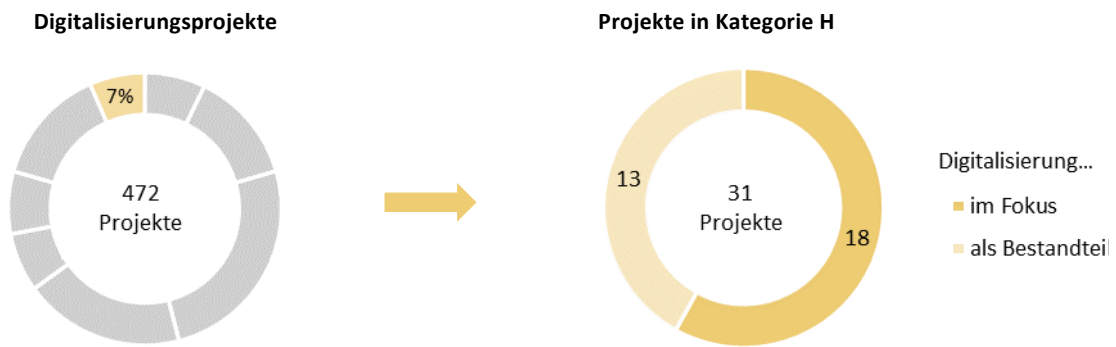 Digitalisierungsprojekte
7%
472
Projekte
Projekte in Kategorie H
13
31
Projekte
18
Digitalisierung...
im Fokus
als Bestandteil